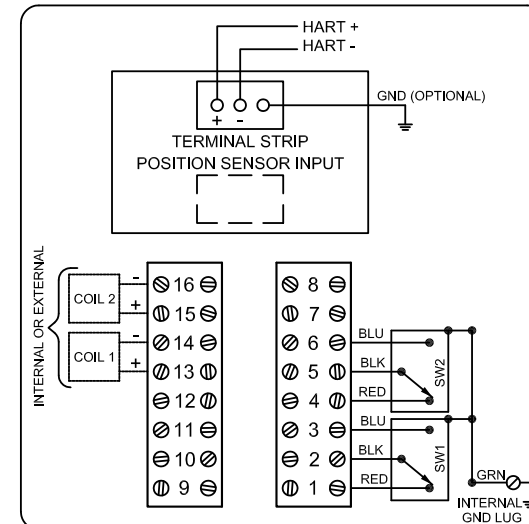 HART +
HART -
GND (OPTIONAL)
+ -
TERMINAL STRIP
POSITION SENSOR INPUT
INTERNAL OR EXTERNAL
COIL 2
-
+
COIL 1
-
+
16
15
14
13
12
11
10
9
8
7
6
5
4
3
2
1
BLU
BLK
RED
SW2
BLU
BLK
RED
SW1
GRN
INTERNAL
GND LUG